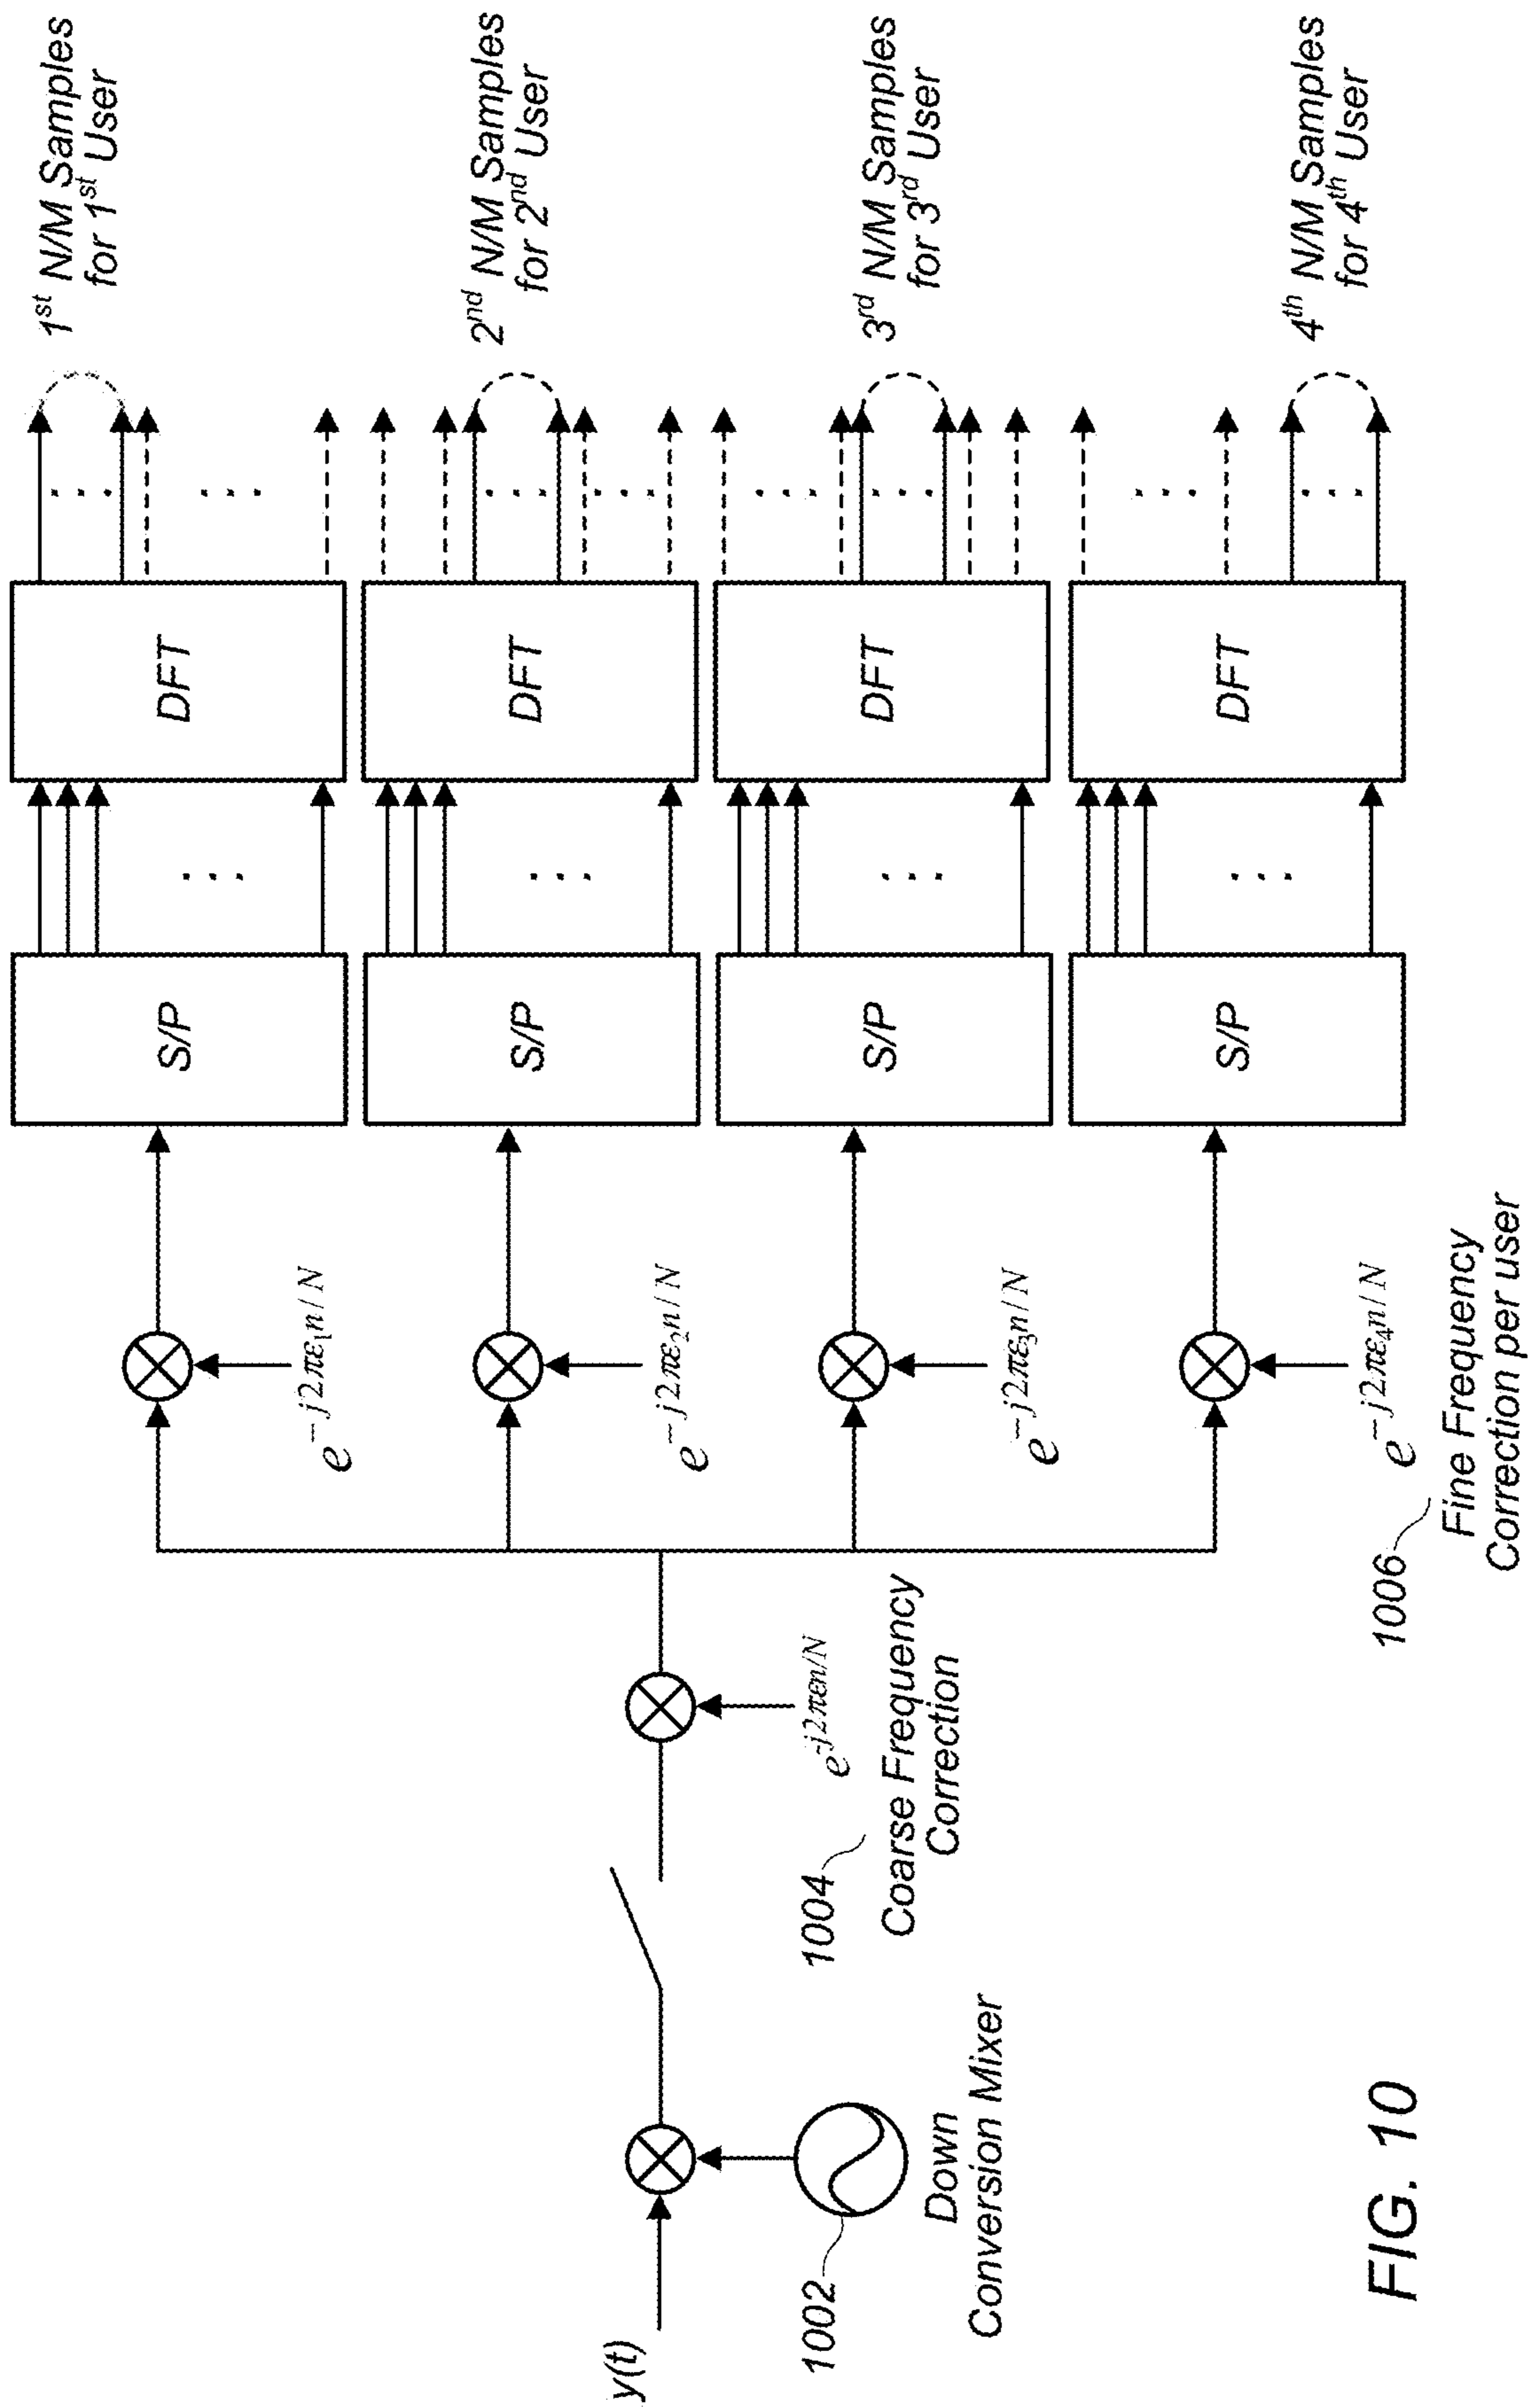 y(t)
1002
Down
Conversion Mixer
1004
e^-j2πεn/N
Coarse Frequency
Correction
e^-j2πε₁n/N
e^-j2πε₂n/N
e^-j2πε₃n/N
e^-j2πε₄n/N
1006
Fine Frequency
Correction per user
S/P
S/P
S/P
S/P
DFT
DFT
DFT
DFT
1st N/M Samples
for 1st User
2nd N/M Samples
for 2nd User
3rd N/M Samples
for 3rd User
4th N/M Samples
for 4th User
FIG. 10